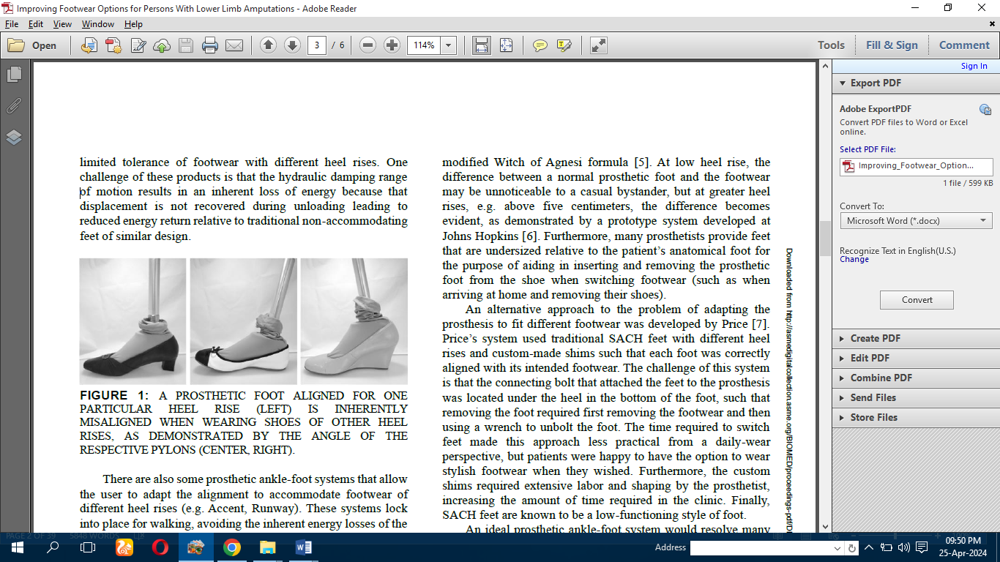 Improving Footwear Options for Persons With Lower Limb Amputations - Adobe Reader
File Edit View Window Help
Open
3 / 6
114%
Tools Fill & Sign Comment
Sign In
limited tolerance of footwear with different heel rises. One
challenge of these products is that the hydraulic damping range
of motion results in an inherent loss of energy because that
displacement is not recovered during unloading leading to
reduced energy return relative to traditional non-accommodating
feet of similar design.
FIGURE 1: A PROSTHETIC FOOT ALIGNED FOR ONE
PARTICULAR HEEL RISE (LEFT) IS INHERENTLY
MISALIGNED WHEN WEARING SHOES OF OTHER HEEL
RISES, AS DEMONSTRATED BY THE ANGLE OF THE
RESPECTIVE PYLONS (CENTER, RIGHT).
There are also some prosthetic ankle-foot systems that allow
the user to adapt the alignment to accommodate footwear of
different heel rises (e.g. Accent, Runway). These systems lock
into place for walking, avoiding the inherent energy losses of the
modified Witch of Agnesi formula [5]. At low heel rise, the
difference between a normal prosthetic foot and the footwear
may be unnoticeable to a casual bystander, but at greater heel
rises, e.g. above five centimeters, the difference becomes
evident, as demonstrated by a prototype system developed at
Johns Hopkins [6]. Furthermore, many prosthetists provide feet
that are undersized relative to the patient's anatomical foot for
the purpose of aiding in inserting and removing the prosthetic
foot from the shoe when switching footwear (such as when
arriving at home and removing their shoes).
An alternative approach to the problem of adapting the
prosthesis to fit different footwear was developed by Price [7].
Price's system used traditional SACH feet with different heel
rises and custom-made shims such that each foot was correctly
aligned with its intended footwear. The challenge of this system
is that the connecting bolt that attached the feet to the prosthesis
was located under the heel in the bottom of the foot, such that
removing the foot required first removing the footwear and then
using a wrench to unbolt the foot. The time required to switch
feet made this approach less practical from a daily-wear
perspective, but patients were happy to have the option to wear
stylish footwear when they wished. Furthermore, the custom
shims required extensive labor and shaping by the prosthetist,
increasing the amount of time required in the clinic. Finally,
SACH feet are known to be a low-functioning style of foot.
An ideal prosthetic ankle-foot system would resolve many
Downloaded from http://asmedigitalcollection.asme.org/BIOMED/proceedings-pdf/D
Export PDF
Adobe ExportPDF
Convert PDF files to Word or Excel
online.
Select PDF File:
Improving_Footwear_Option...
1 file / 599 KB
Convert To:
Microsoft Word (*.docx)
Recognize Text in English(U.S.)
Change
Convert
Create PDF
Edit PDF
Combine PDF
Send Files
Store Files
PAGE 2 OF 39 5848 WORDS
Address
09:50 PM
25-Apr-2024